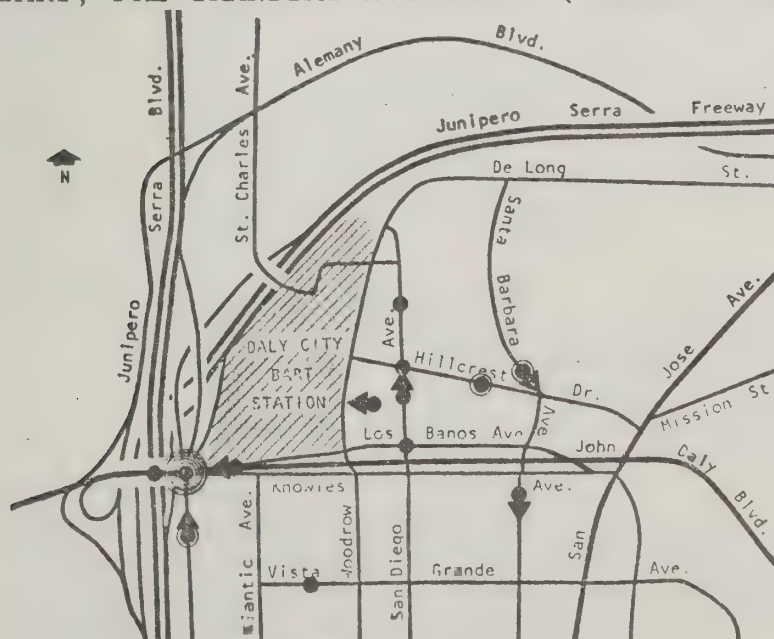 Blvd.
Alemany
Blvd.
St. Charles Ave.
Junipero Serra Freeway
De Long St.
N
Serra
Junipero
Santa Barbara Ave
Ave.
Jose
San
Mission St
DALY CITY
BART
STATION
Ave.
Hillcrest Dr.
Los Banos Ave
John Daly Blvd.
Knowles Ave.
Niantic Ave.
Woodrow
San Diego
Vista Grande Ave.